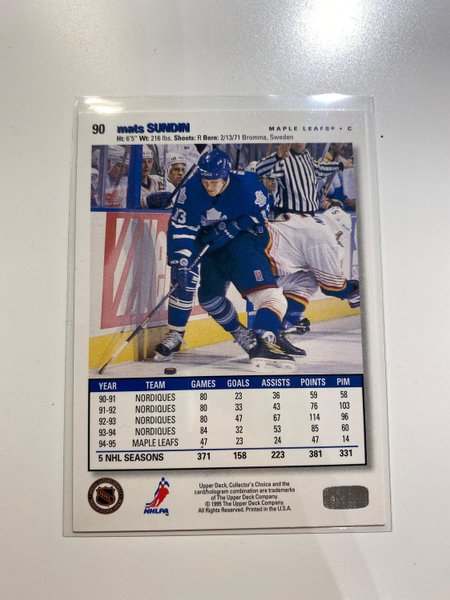 90 mats SUNDIN MAPLE LEAFS® • C
Ht: 6'5" Wt: 216 lbs. Shoots: R Born: 2/13/71 Bromma, Sweden
13
YEAR TEAM GAMES GOALS ASSISTS POINTS PIM
90-91 NORDIQUES 80 23 36 59 58
91-92 NORDIQUES 80 33 43 76 103
92-93 NORDIQUES 80 47 67 114 96
93-94 NORDIQUES 84 32 53 85 60
94-95 MAPLE LEAFS 47 23 24 47 14
5 NHL SEASONS 371 158 223 381 331
Upper Deck, Collector's Choice and the
card/hologram combination are trademarks
of The Upper Deck Company.
© 1995 The Upper Deck Company.
All Rights Reserved. Printed in the U.S.A.
NHLPA